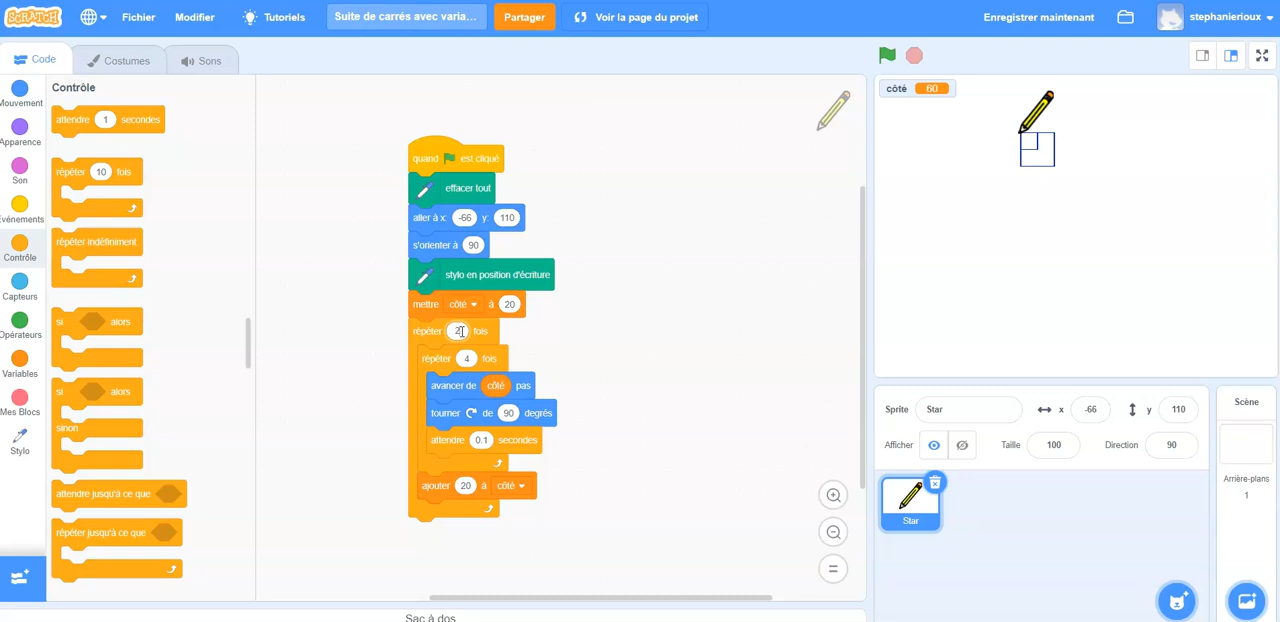 SCRATCH
Fichier
Modifier
Tutoriels
Suite de carrés avec varia...
Partager
Voir la page du projet
Enregistrer maintenant
stephanierioux
Code
Costumes
Sons
Mouvement
Apparence
Son
Événements
Contrôle
Capteurs
Opérateurs
Variables
Mes Blocs
Stylo
Contrôle
attendre 1 secondes
répéter 10 fois
répéter indéfiniment
si alors
si alors
sinon
attendre jusqu'à ce que
répéter jusqu'à ce que
quand est cliqué
effacer tout
aller à x: -66 y: 110
s'orienter à 90
stylo en position d'écriture
mettre côté à 20
répéter 2 fois
répéter 4 fois
avancer de côté pas
tourner de 90 degrés
attendre 0.1 secondes
ajouter 20 à côté
Sac à dos
côté 60
Sprite Star x -66 y 110
Afficher Taille 100 Direction 90
Star
Scène
Arrière-plans
1